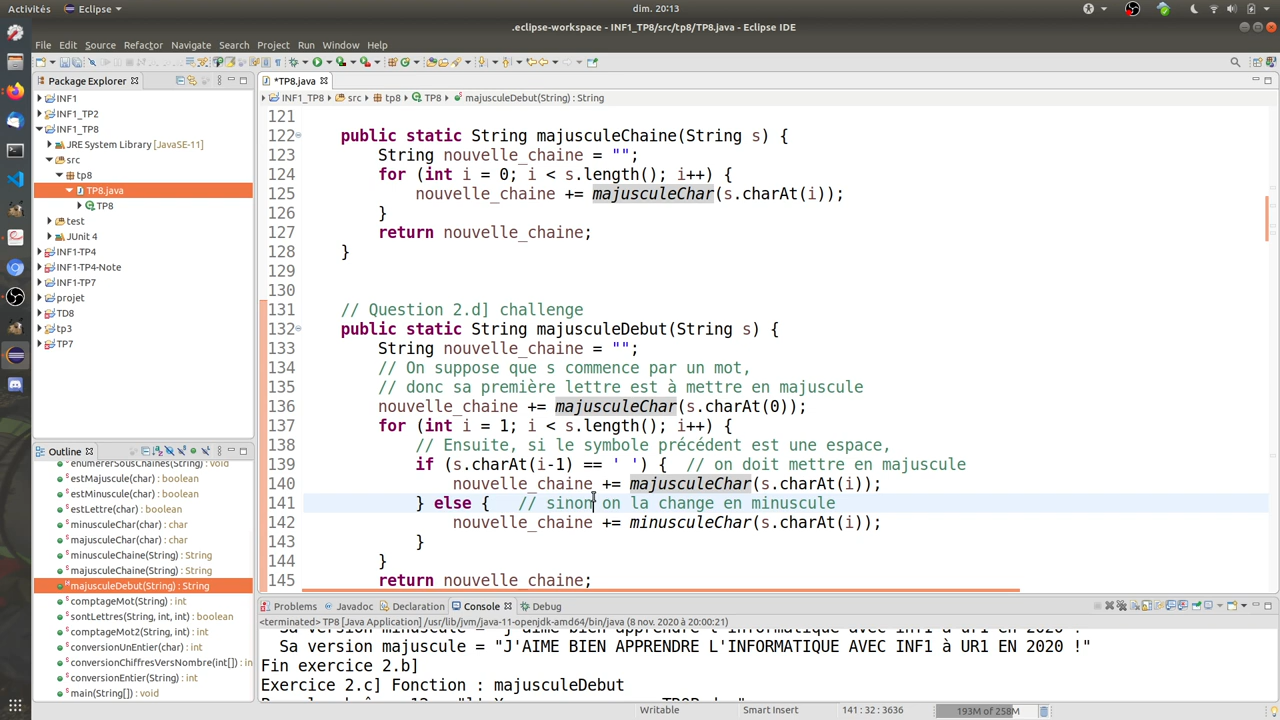 Activités Eclipse dim. 20:13
.eclipse-workspace - INF1_TP8/src/tp8/TP8.java - Eclipse IDE
File Edit Source Refactor Navigate Search Project Run Window Help
Package Explorer
INF1
INF1_TP2
INF1_TP8
JRE System Library [JavaSE-11]
src
tp8
TP8.java
TP8
test
JUnit 4
INF1-TP4
INF1-TP4-Note
INF1-TP7
projet
TD8
tp3
TP7
Outline
enumererSousChaines(String) : void
estMajuscule(char) : boolean
estMinuscule(char) : boolean
estLettre(char) : boolean
minusculeChar(char) : char
majusculeChar(char) : char
minusculeChaine(String) : String
majusculeChaine(String) : String
majusculeDebut(String) : String
comptageMot(String) : int
sontLettres(String, int, int) : boolean
comptageMot2(String) : int
conversionUnEntier(char) : int
conversionChiffresVersNombre(int[]) : in
conversionEntier(String) : int
main(String[]) : void
*TP8.java
INF1_TP8 src tp8 TP8 majusculeDebut(String) : String
121
122 public static String majusculeChaine(String s) {
123 String nouvelle_chaine = "";
124 for (int i = 0; i < s.length(); i++) {
125 nouvelle_chaine += majusculeChar(s.charAt(i));
126 }
127 return nouvelle_chaine;
128 }
129
130
131 // Question 2.d] challenge
132 public static String majusculeDebut(String s) {
133 String nouvelle_chaine = "";
134 // On suppose que s commence par un mot,
135 // donc sa première lettre est à mettre en majuscule
136 nouvelle_chaine += majusculeChar(s.charAt(0));
137 for (int i = 1; i < s.length(); i++) {
138 // Ensuite, si le symbole précédent est une espace,
139 if (s.charAt(i-1) == ' ') { // on doit mettre en majuscule
140 nouvelle_chaine += majusculeChar(s.charAt(i));
141 } else { // sinon on la change en minuscule
142 nouvelle_chaine += minusculeChar(s.charAt(i));
143 }
144 }
145 return nouvelle_chaine;
Problems Javadoc Declaration Console Debug
<terminated> TP8 [Java Application] /usr/lib/jvm/java-11-openjdk-amd64/bin/java (8 nov. 2020 à 20:00:21)
Sa version minuscule = "j'aime bien apprendre l'informatique avec inf1 à ur1 en 2020 !"
Sa version majuscule = "J'AIME BIEN APPRENDRE L'INFORMATIQUE AVEC INF1 à UR1 EN 2020 !"
Fin exercice 2.b]
Exercice 2.c] Fonction : majusculeDebut
Writable Smart Insert 141 : 32 : 3636 193M of 258M